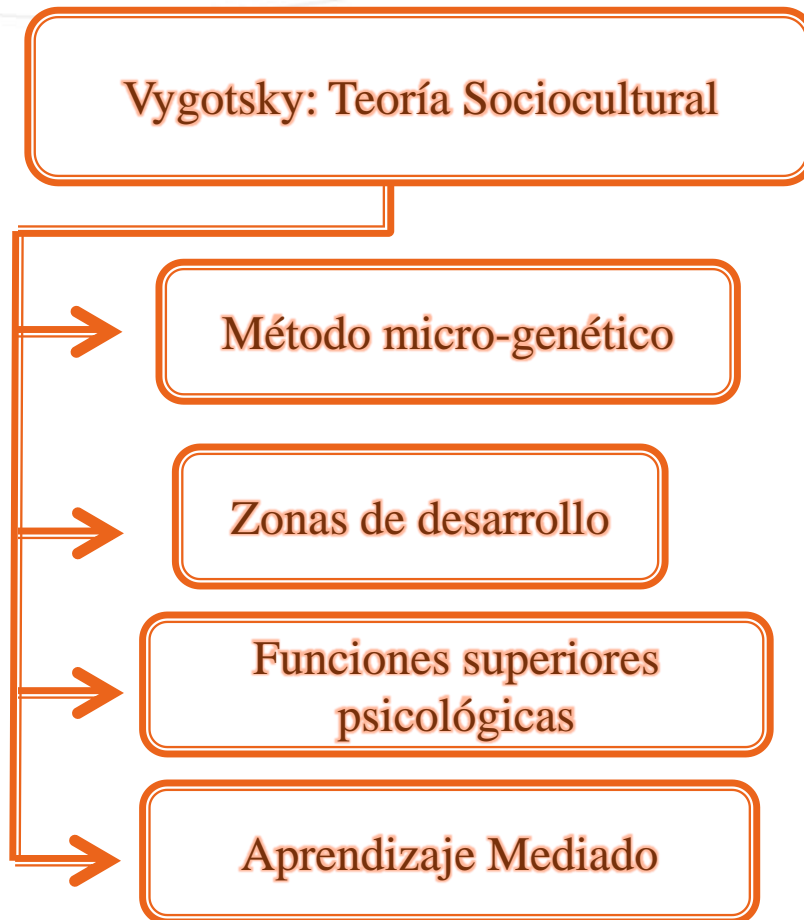 Vygotsky: Teoría Sociocultural
Método micro-genético
Zonas de desarrollo
Funciones superiores
psicológicas
Aprendizaje Mediado